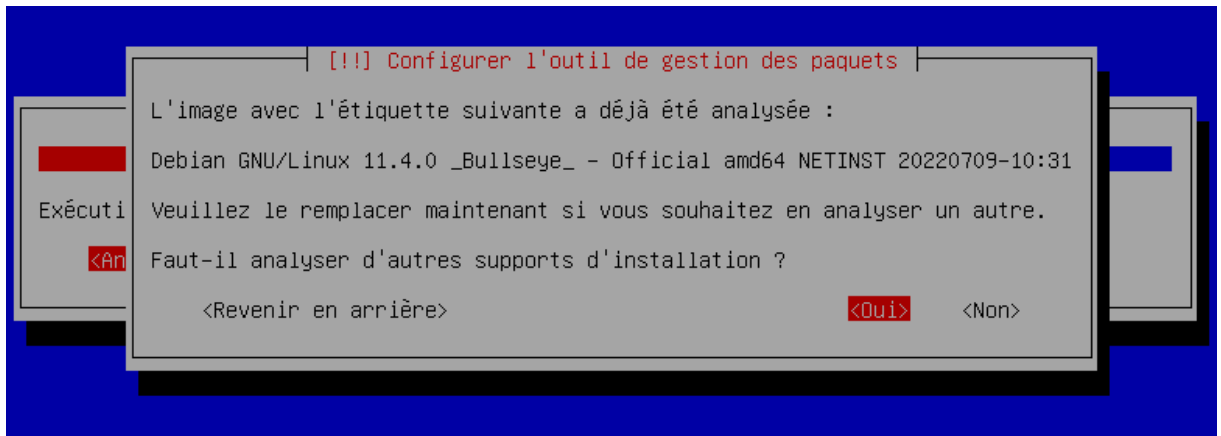 [!!] Configurer l'outil de gestion des paquets
L'image avec l'étiquette suivante a déjà été analysée :
Debian GNU/Linux 11.4.0 _Bullseye_ - Official amd64 NETINST 20220709-10:31
Veuillez le remplacer maintenant si vous souhaitez en analyser un autre.
Exécuti
Faut-il analyser d'autres supports d'installation ?
<An
<Revenir en arrière> <Oui> <Non>